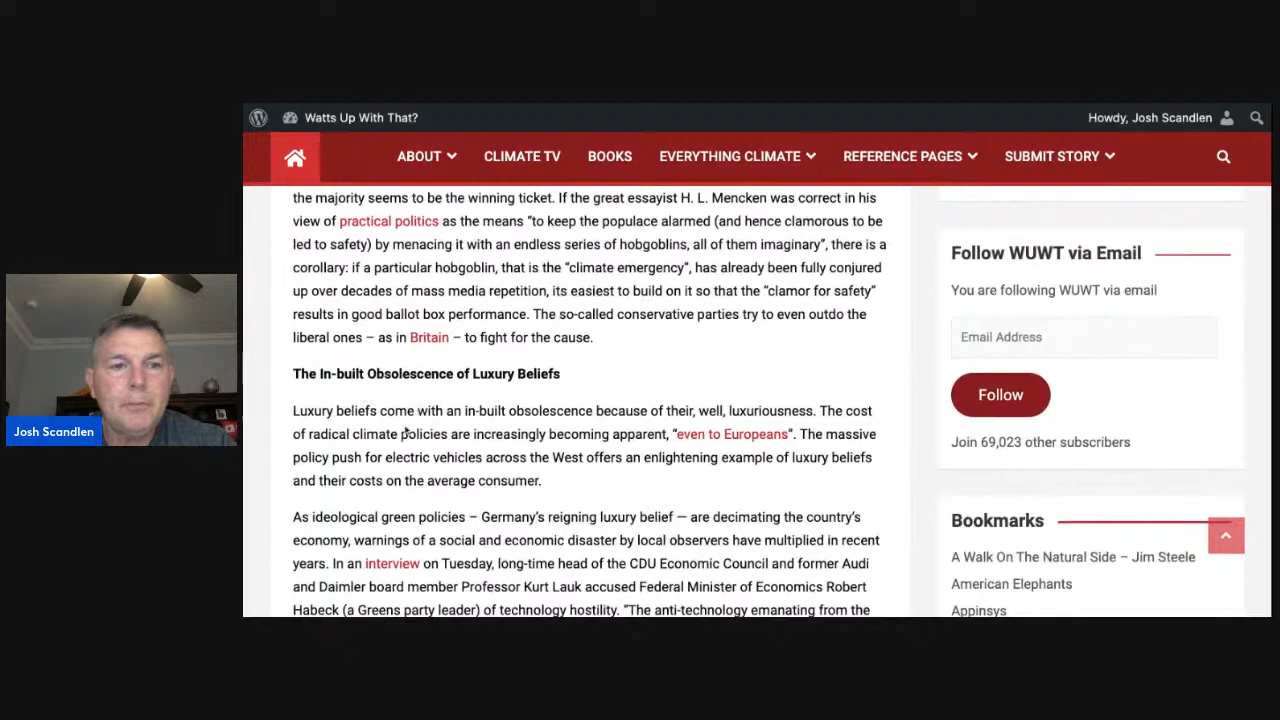 Watts Up With That?
Howdy, Josh Scandlen
ABOUT
CLIMATE TV
BOOKS
EVERYTHING CLIMATE
REFERENCE PAGES
SUBMIT STORY
the majority seems to be the winning ticket. If the great essayist H. L. Mencken was correct in his
view of practical politics as the means “to keep the populace alarmed (and hence clamorous to be
led to safety) by menacing it with an endless series of hobgoblins, all of them imaginary”, there is a
corollary: if a particular hobgoblin, that is the “climate emergency”, has already been fully conjured
up over decades of mass media repetition, its easiest to build on it so that the “clamor for safety”
results in good ballot box performance. The so-called conservative parties try to even outdo the
liberal ones – as in Britain – to fight for the cause.
The In-built Obsolescence of Luxury Beliefs
Luxury beliefs come with an in-built obsolescence because of their, well, luxuriousness. The cost
of radical climate policies are increasingly becoming apparent, “even to Europeans“. The massive
policy push for electric vehicles across the West offers an enlightening example of luxury beliefs
and their costs on the average consumer.
As ideological green policies – Germany’s reigning luxury belief — are decimating the country’s
economy, warnings of a social and economic disaster by local observers have multiplied in recent
years. In an interview on Tuesday, long-time head of the CDU Economic Council and former Audi
and Daimler board member Professor Kurt Lauk accused Federal Minister of Economics Robert
Habeck (a Greens party leader) of technology hostility. “The anti-technology emanating from the
Follow WUWT via Email
You are following WUWT via email
Email Address
Follow
Join 69,023 other subscribers
Bookmarks
A Walk On The Natural Side – Jim Steele
American Elephants
Appinsys
Josh Scandlen